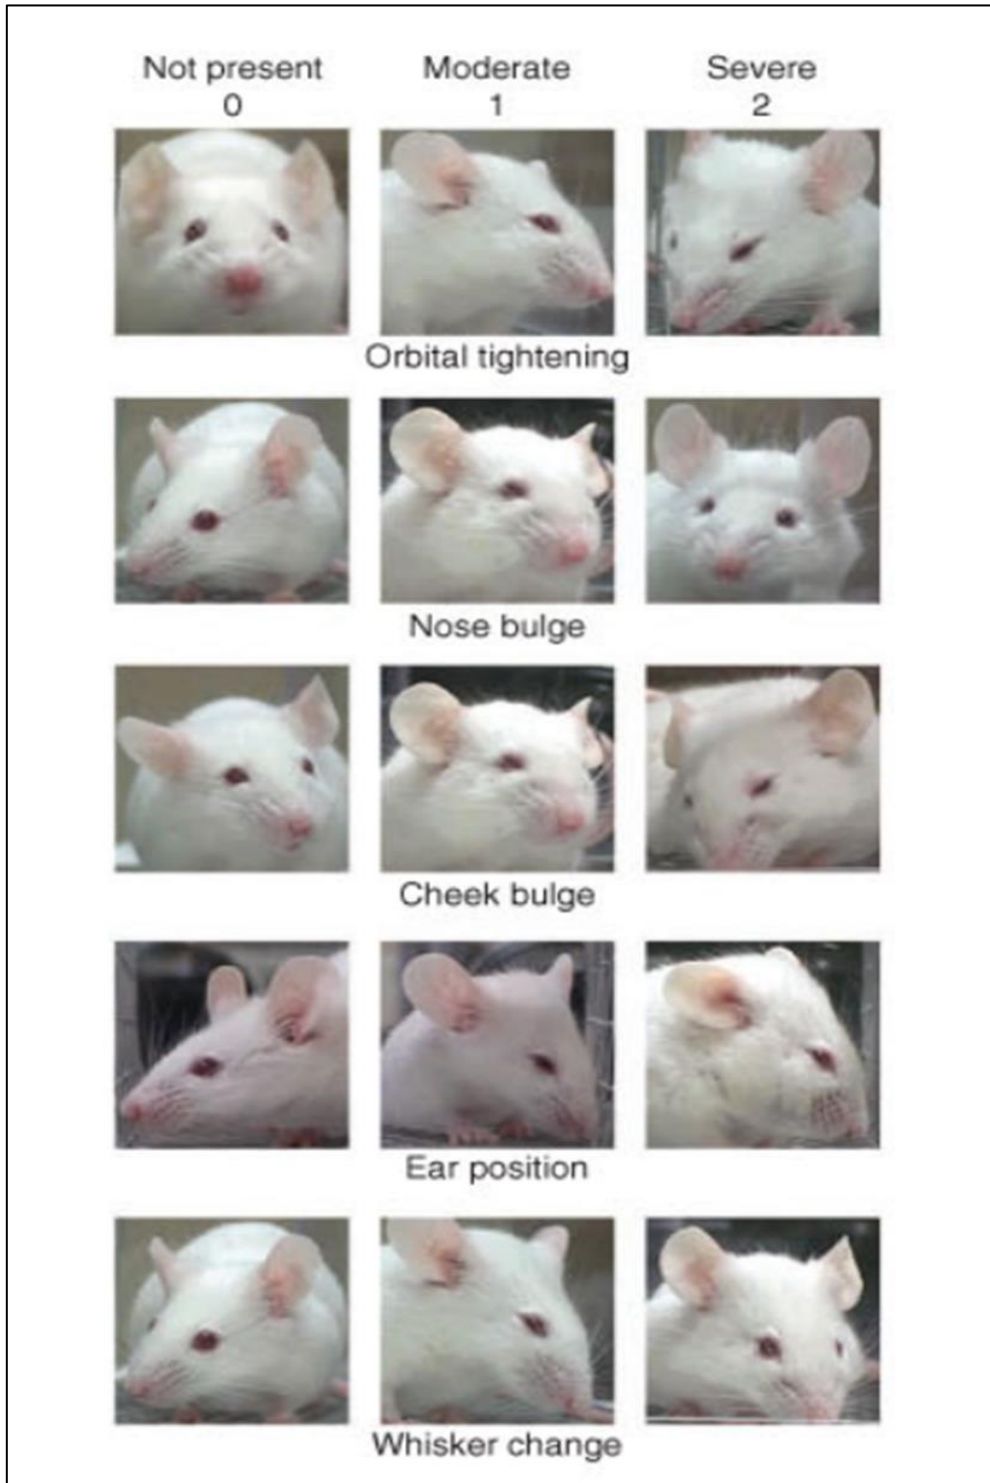 Not present Moderate Severe
0 1 2
Orbital tightening
Nose bulge
Cheek bulge
Ear position
Whisker change